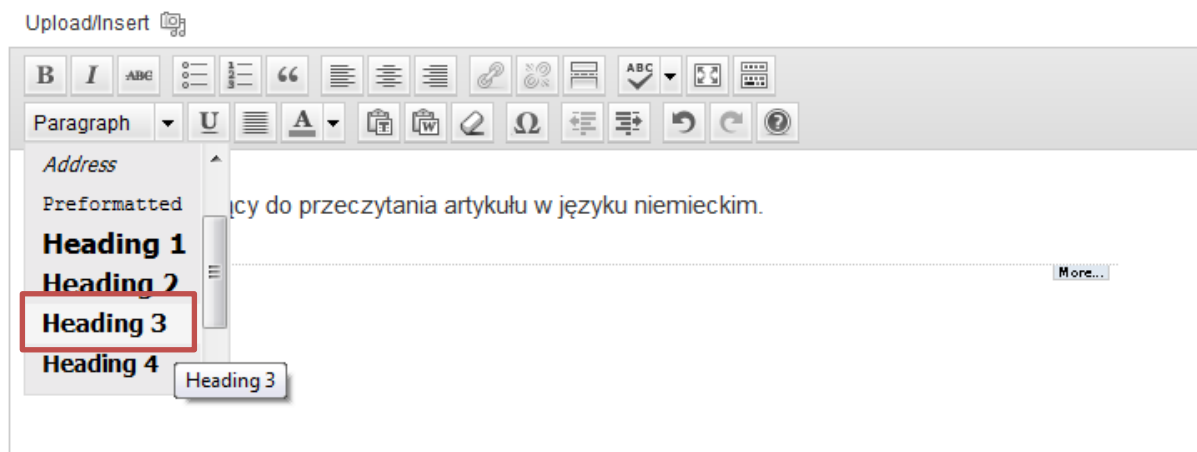 Upload/Insert
B I ABC “ ABC
Paragraph U A T W Ω
Address
Preformatted
do przeczytania artykułu w języku niemieckim.
Heading 1
Heading 2
More...
Heading 3
Heading 4
Heading 3